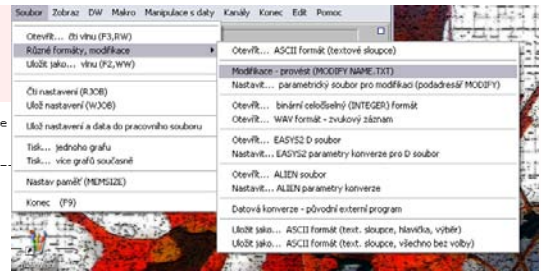 Soubor Zobraz DW Makro Manipulace s daty Kanály Konec Edit Pomoc
Otevřít... čti vlnu (F3,RW)
Různé formáty, modifikace
Uložit jako... vlnu (F2,WW)
Čti nastavení (RJOB)
Ulož nastavení (WJOB)
Ulož nastavení a data do pracovního souboru
Tisk... jednoho grafu
Tisk... více grafů současně
Nastav paměť (MEMSIZE)
Konec (F9)
Otevřít... ASCII formát (textové sloupce)
Modifikace - provést (MODIFY NAME.TXT)
Nastavit... parametrický soubor pro modifikaci (podadresář MODIFY)
Otevřít... binární celočíselný (INTEGER) formát
Otevřít... WAV formát - zvukový záznam
Otevřít... EASYS2 D soubor
Nastavit... EASYS2 parametry konverze pro D soubor
Otevřít... ALIEN soubor
Nastavit... ALIEN parametry konverze
Datová konverze - původní externí program
Uložit jako... ASCII formát (text. sloupce, hlavička, výběr)
Uložit jako... ASCII formát (text. sloupce, všechno bez volby)